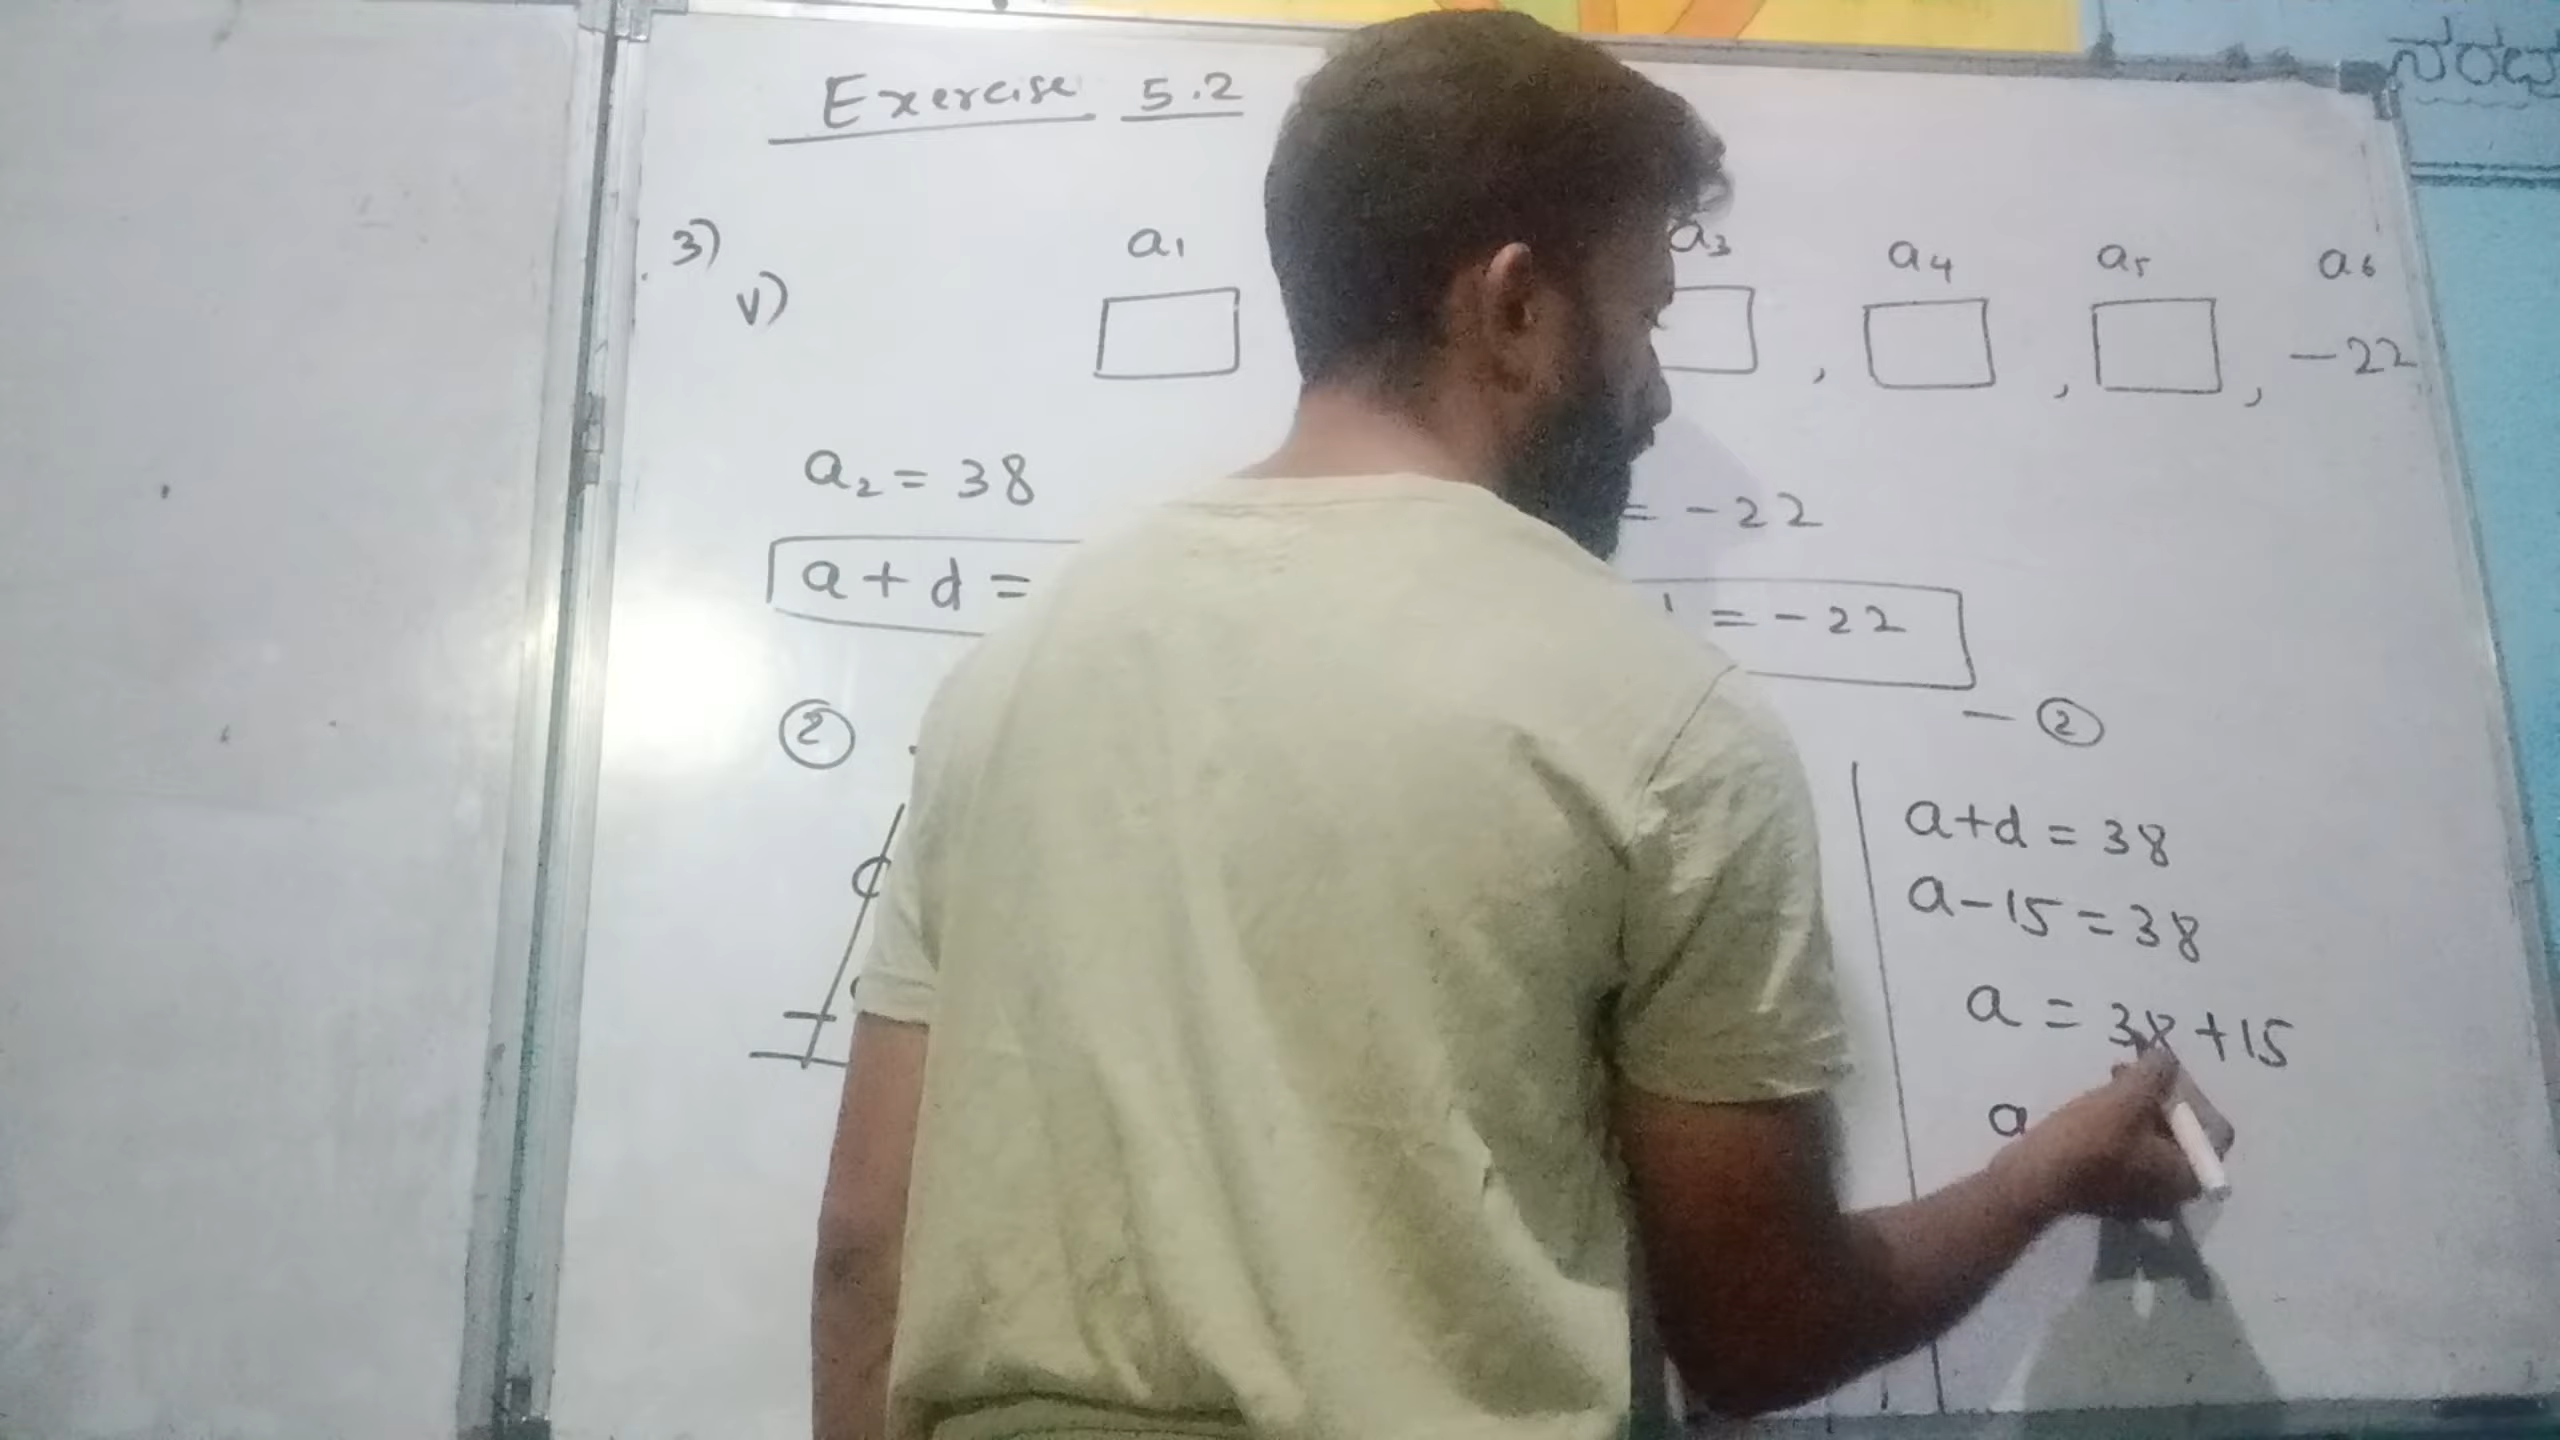 ನರಭ
Exercise 5.2
3)
v)
a₁ a₃ a₄ a₅ a₆
, , , -22
a₂ = 38
= -22
a + d =
= -22
②
- ②
a+d = 38
a-15 = 38
a = 38 +15
a